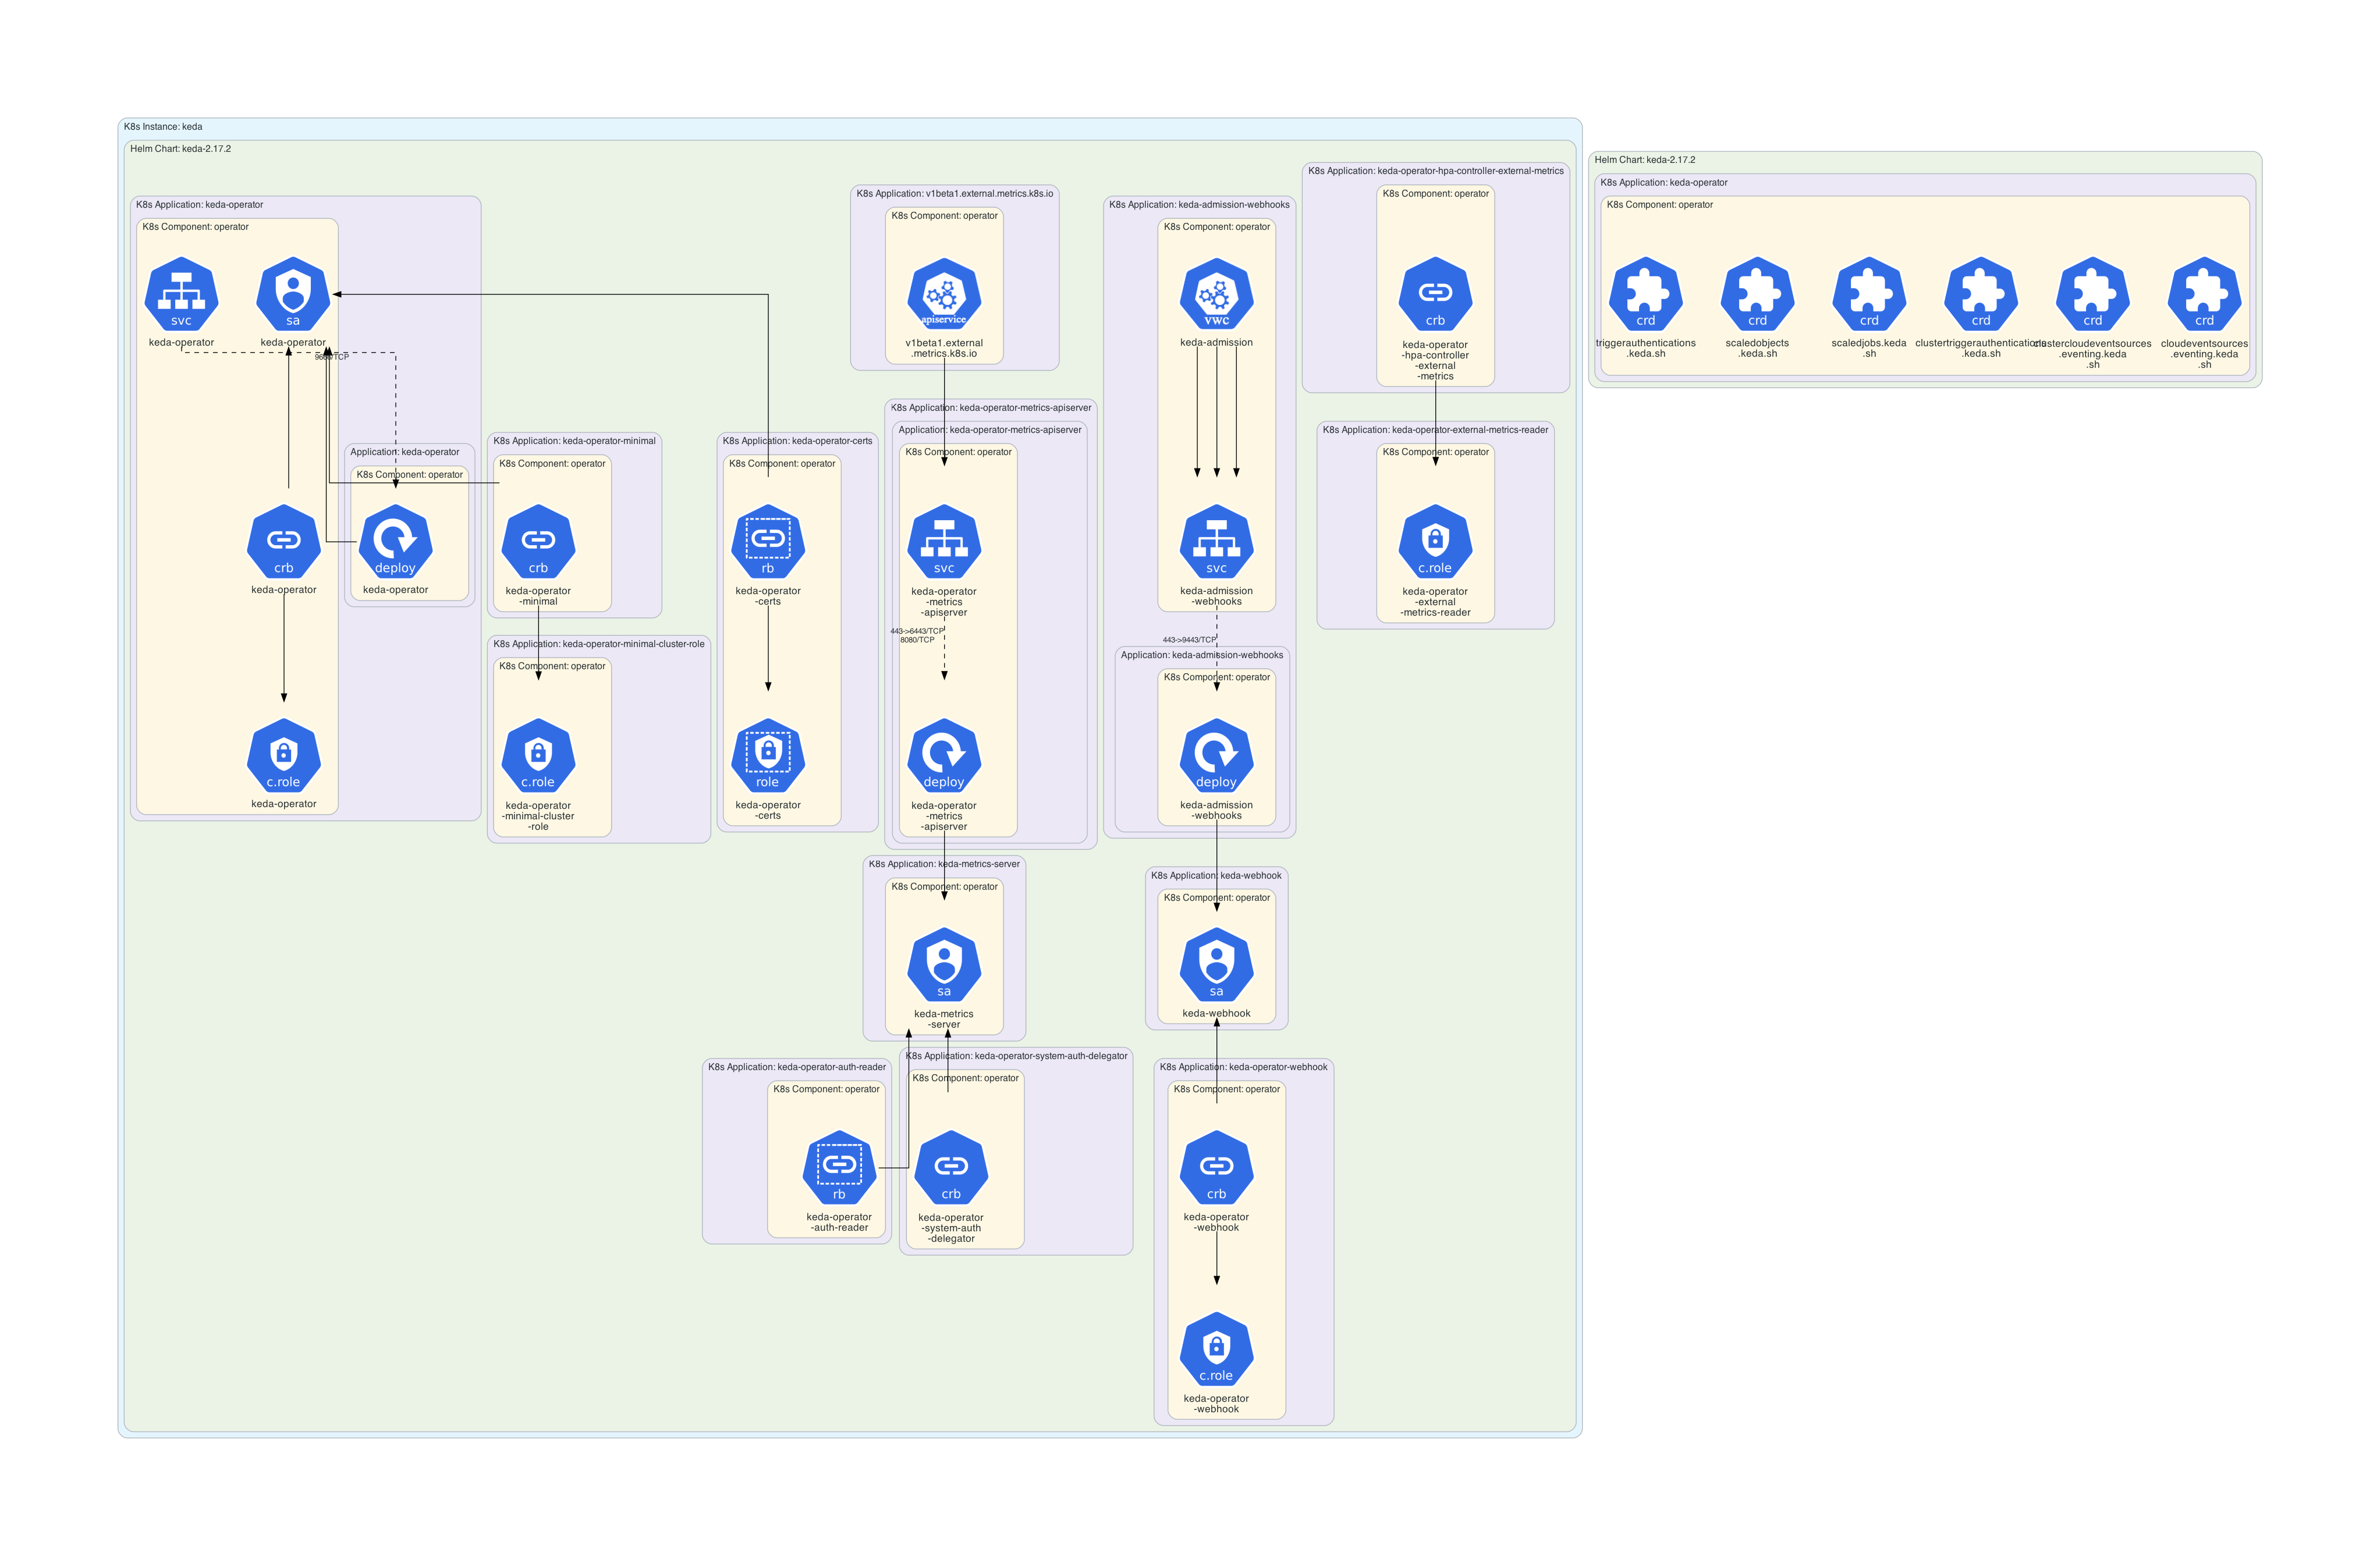 K8s Instance: keda
Helm Chart: keda-2.17.2
K8s Application: keda-operator
K8s Component: operator
svc
keda-operator
sa
keda-operator
crb
keda-operator
c.role
keda-operator
Application: keda-operator
K8s Component: operator
deploy
keda-operator
K8s Application: keda-operator-minimal
K8s Component: operator
crb
keda-operator
-minimal
K8s Application: keda-operator-minimal-cluster-role
K8s Component: operator
c.role
keda-operator
-minimal-cluster
-role
K8s Application: keda-operator-certs
K8s Component: operator
rb
keda-operator
-certs
role
keda-operator
-certs
K8s Application: v1beta1.external.metrics.k8s.io
K8s Component: operator
apiservice
v1beta1.external
.metrics.k8s.io
K8s Application: keda-operator-metrics-apiserver
Application: keda-operator-metrics-apiserver
K8s Component: operator
svc
keda-operator
-metrics
-apiserver
443->6443/TCP
8080/TCP
deploy
keda-operator
-metrics
-apiserver
K8s Application: keda-metrics-server
K8s Component: operator
sa
keda-metrics
-server
K8s Application: keda-operator-auth-reader
K8s Component: operator
rb
keda-operator
-auth-reader
K8s Application: keda-operator-system-auth-delegator
K8s Component: operator
crb
keda-operator
-system-auth
-delegator
K8s Application: keda-admission-webhooks
K8s Component: operator
vwc
keda-admission
svc
keda-admission
-webhooks
443->9443/TCP
Application: keda-admission-webhooks
K8s Component: operator
deploy
keda-admission
-webhooks
K8s Application: keda-webhook
K8s Component: operator
sa
keda-webhook
K8s Application: keda-operator-webhook
K8s Component: operator
crb
keda-operator
-webhook
c.role
keda-operator
-webhook
K8s Application: keda-operator-hpa-controller-external-metrics
K8s Component: operator
crb
keda-operator
-hpa-controller
-external
-metrics
K8s Application: keda-operator-external-metrics-reader
K8s Component: operator
c.role
keda-operator
-external
-metrics-reader
Helm Chart: keda-2.17.2
K8s Application: keda-operator
K8s Component: operator
crd
triggerauthentications
.keda.sh
crd
scaledobjects
.keda.sh
crd
scaledjobs.keda
.sh
crd
clustertriggerauthentications
.keda.sh
crd
clustercloudeventsources
.eventing.keda
.sh
crd
cloudeventsources
.eventing.keda
.sh